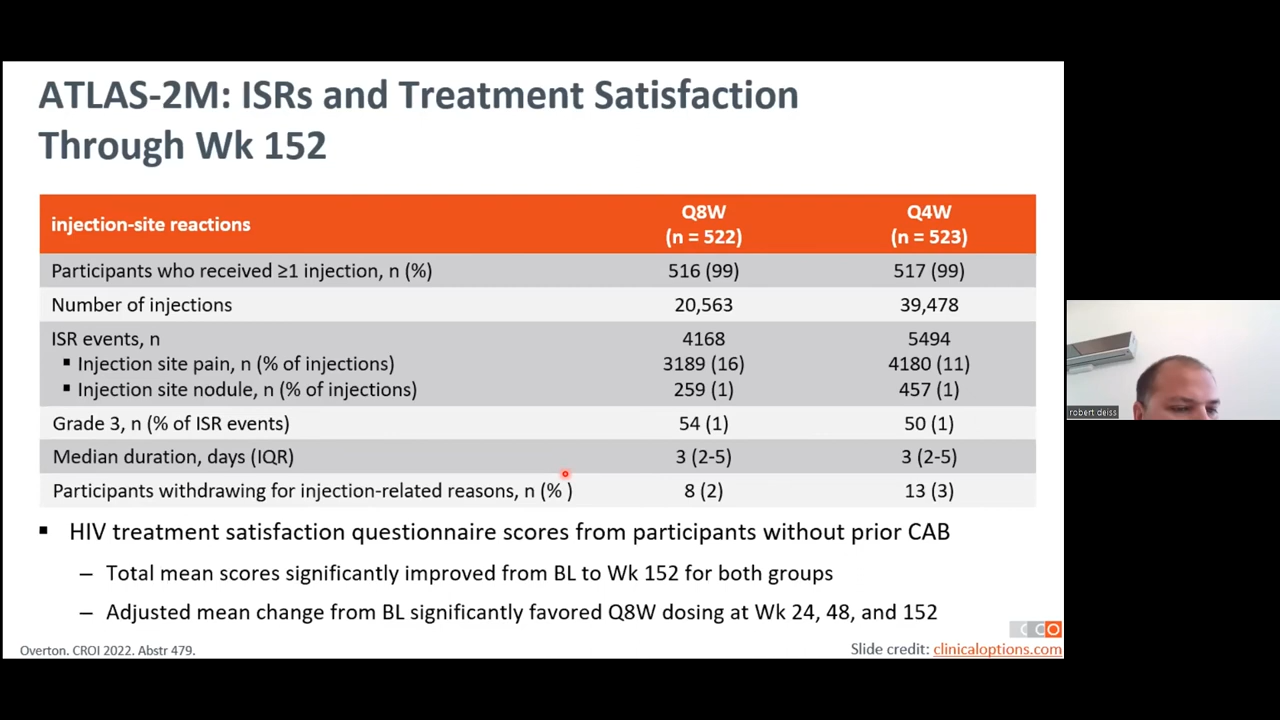 ATLAS-2M: ISRs and Treatment Satisfaction
Through Wk 152
injection-site reactions
Q8W
(n = 522)
Q4W
(n = 523)
Participants who received ≥1 injection, n (%) 516 (99) 517 (99)
Number of injections 20,563 39,478
ISR events, n 4168 5494
▪ Injection site pain, n (% of injections) 3189 (16) 4180 (11)
▪ Injection site nodule, n (% of injections) 259 (1) 457 (1)
Grade 3, n (% of ISR events) 54 (1) 50 (1)
Median duration, days (IQR) 3 (2-5) 3 (2-5)
Participants withdrawing for injection-related reasons, n (% ) 8 (2) 13 (3)
▪ HIV treatment satisfaction questionnaire scores from participants without prior CAB
– Total mean scores significantly improved from BL to Wk 152 for both groups
– Adjusted mean change from BL significantly favored Q8W dosing at Wk 24, 48, and 152
CCO
Overton. CROI 2022. Abstr 479.
Slide credit: clinicaloptions.com
robert deiss